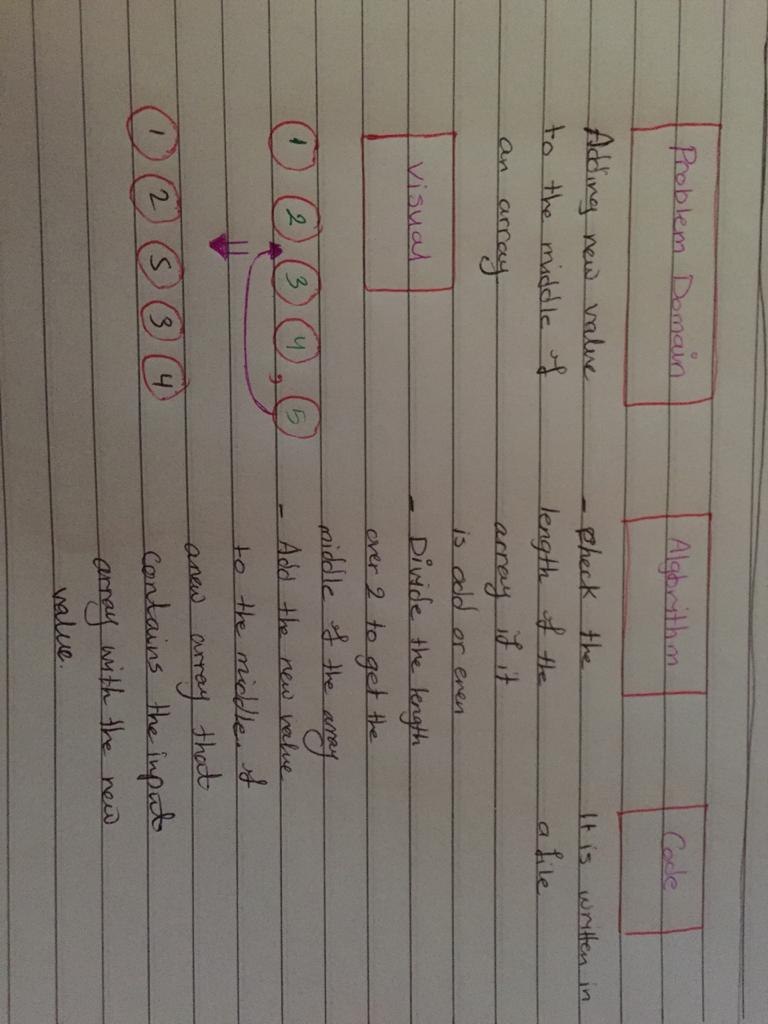 Problem Domain
Adding new value
to the middle of
an array
Visual
1 2 , 3 4 , 5
1 2 5 3 4
Algorithm
- check the
length of the
array if it
is odd or even
- Divide the length
over 2 to get the
middle of the array
- Add the new value
to the middle of
anew array that
Contains the input
array with the new
value.
Code
It is written in
a file